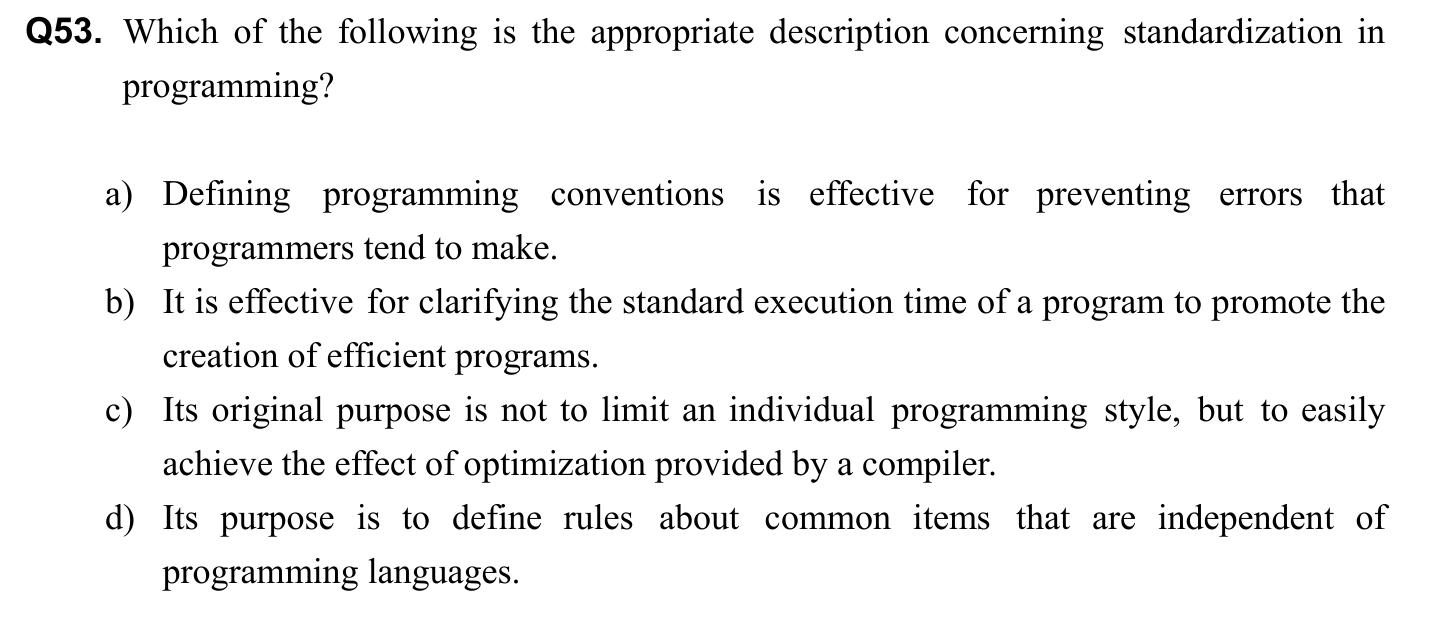 Q53. Which of the following is the appropriate description concerning standardization in
programming?
a) Defining programming conventions is effective for preventing errors that
programmers tend to make.
b) It is effective for clarifying the standard execution time of a program to promote the
creation of efficient programs.
c) Its original purpose is not to limit an individual programming style, but to easily
achieve the effect of optimization provided by a compiler.
d) Its purpose is to define rules about common items that are independent of
programming languages.